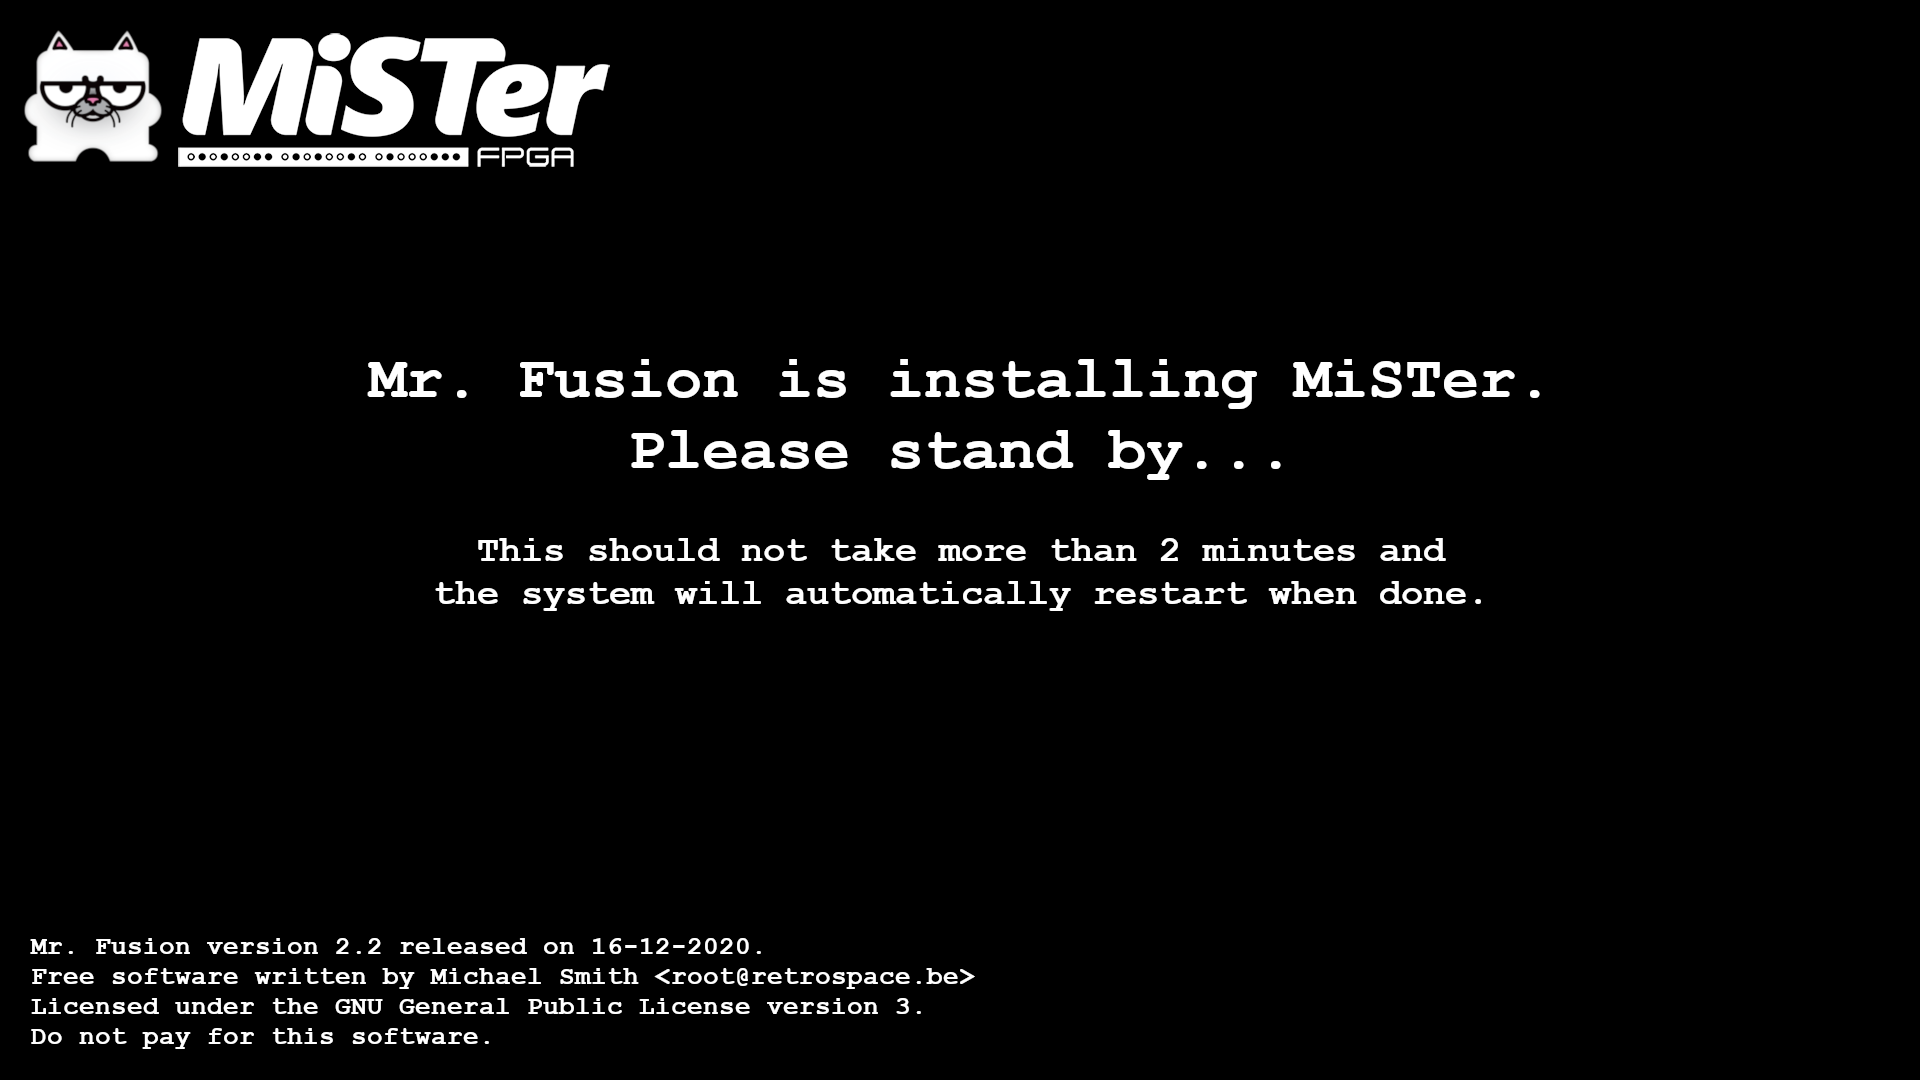 MiSTer
FPGA
Mr. Fusion is installing MiSTer.
Please stand by...
This should not take more than 2 minutes and
the system will automatically restart when done.
Mr. Fusion version 2.2 released on 16-12-2020.
Free software written by Michael Smith <root@retrospace.be>
Licensed under the GNU General Public License version 3.
Do not pay for this software.